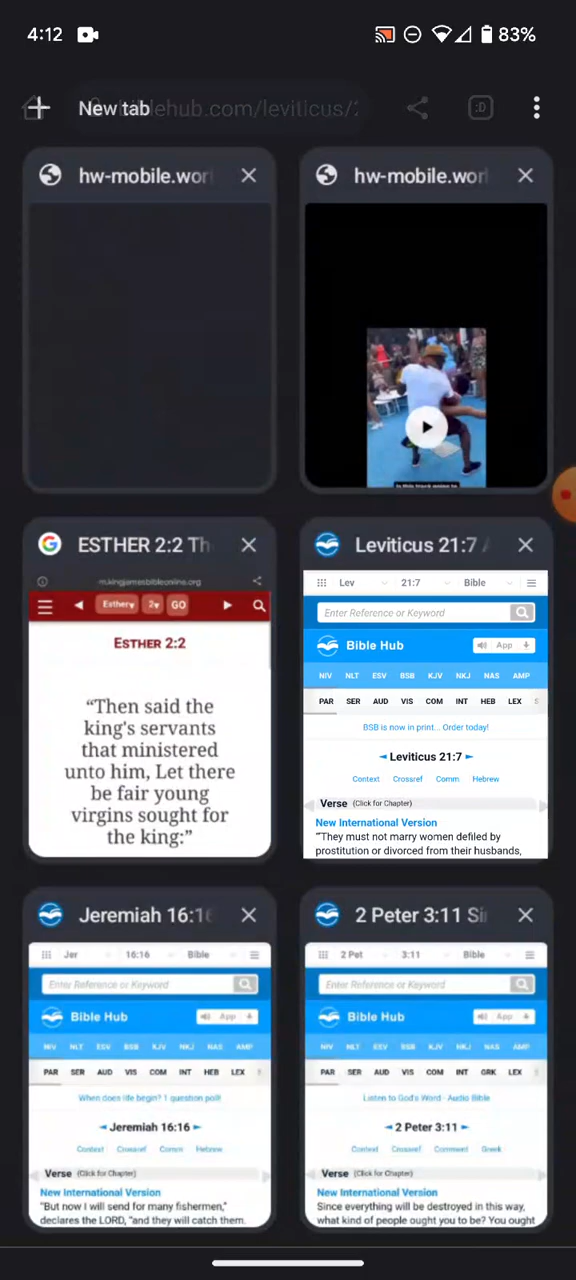 4:12 83%
New tab
hw-mobile.wor
hw-mobile.wor
ESTHER 2:2 Th
m.kingjamesbibleonline.org
Esther 2 GO
ESTHER 2:2
“Then said the
king's servants
that ministered
unto him, Let there
be fair young
virgins sought for
the king:”
Leviticus 21:7
Lev 21:7 Bible
Enter Reference or Keyword
Bible Hub App
NIV NLT ESV BSB KJV NKJ NAS AMP
PAR SER AUD VIS COM INT HEB LEX S
BSB is now in print... Order today!
Leviticus 21:7
Context Crossref Comm Hebrew
Verse (Click for Chapter)
New International Version
“‘They must not marry women defiled by
prostitution or divorced from their husbands,
Jeremiah 16:16
Jer 16:16 Bible
Enter Reference or Keyword
Bible Hub App
NIV NLT ESV BSB KJV NKJ NAS AMP
PAR SER AUD VIS COM INT HEB LEX
When does life begin? 1 question poll!
Jeremiah 16:16
Context Crossref Comm Hebrew
Verse (Click for Chapter)
New International Version
“But now I will send for many fishermen,”
declares the LORD, “and they will catch them.
2 Peter 3:11 Si
2 Pet 3:11 Bible
Enter Reference or Keyword
Bible Hub App
NIV NLT ESV BSB KJV NKJ NAS AMP
PAR SER AUD VIS COM INT GRK LEX
Listen to God's Word - Audio Bible
2 Peter 3:11
Context Crossref Comment Greek
Verse (Click for Chapter)
New International Version
Since everything will be destroyed in this way,
what kind of people ought you to be? You ought